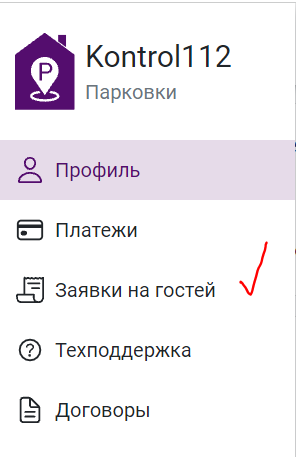 P
Kontrol112
Парковки
Профиль
Платежи
Заявки на гостей
Техподдержка
Договоры